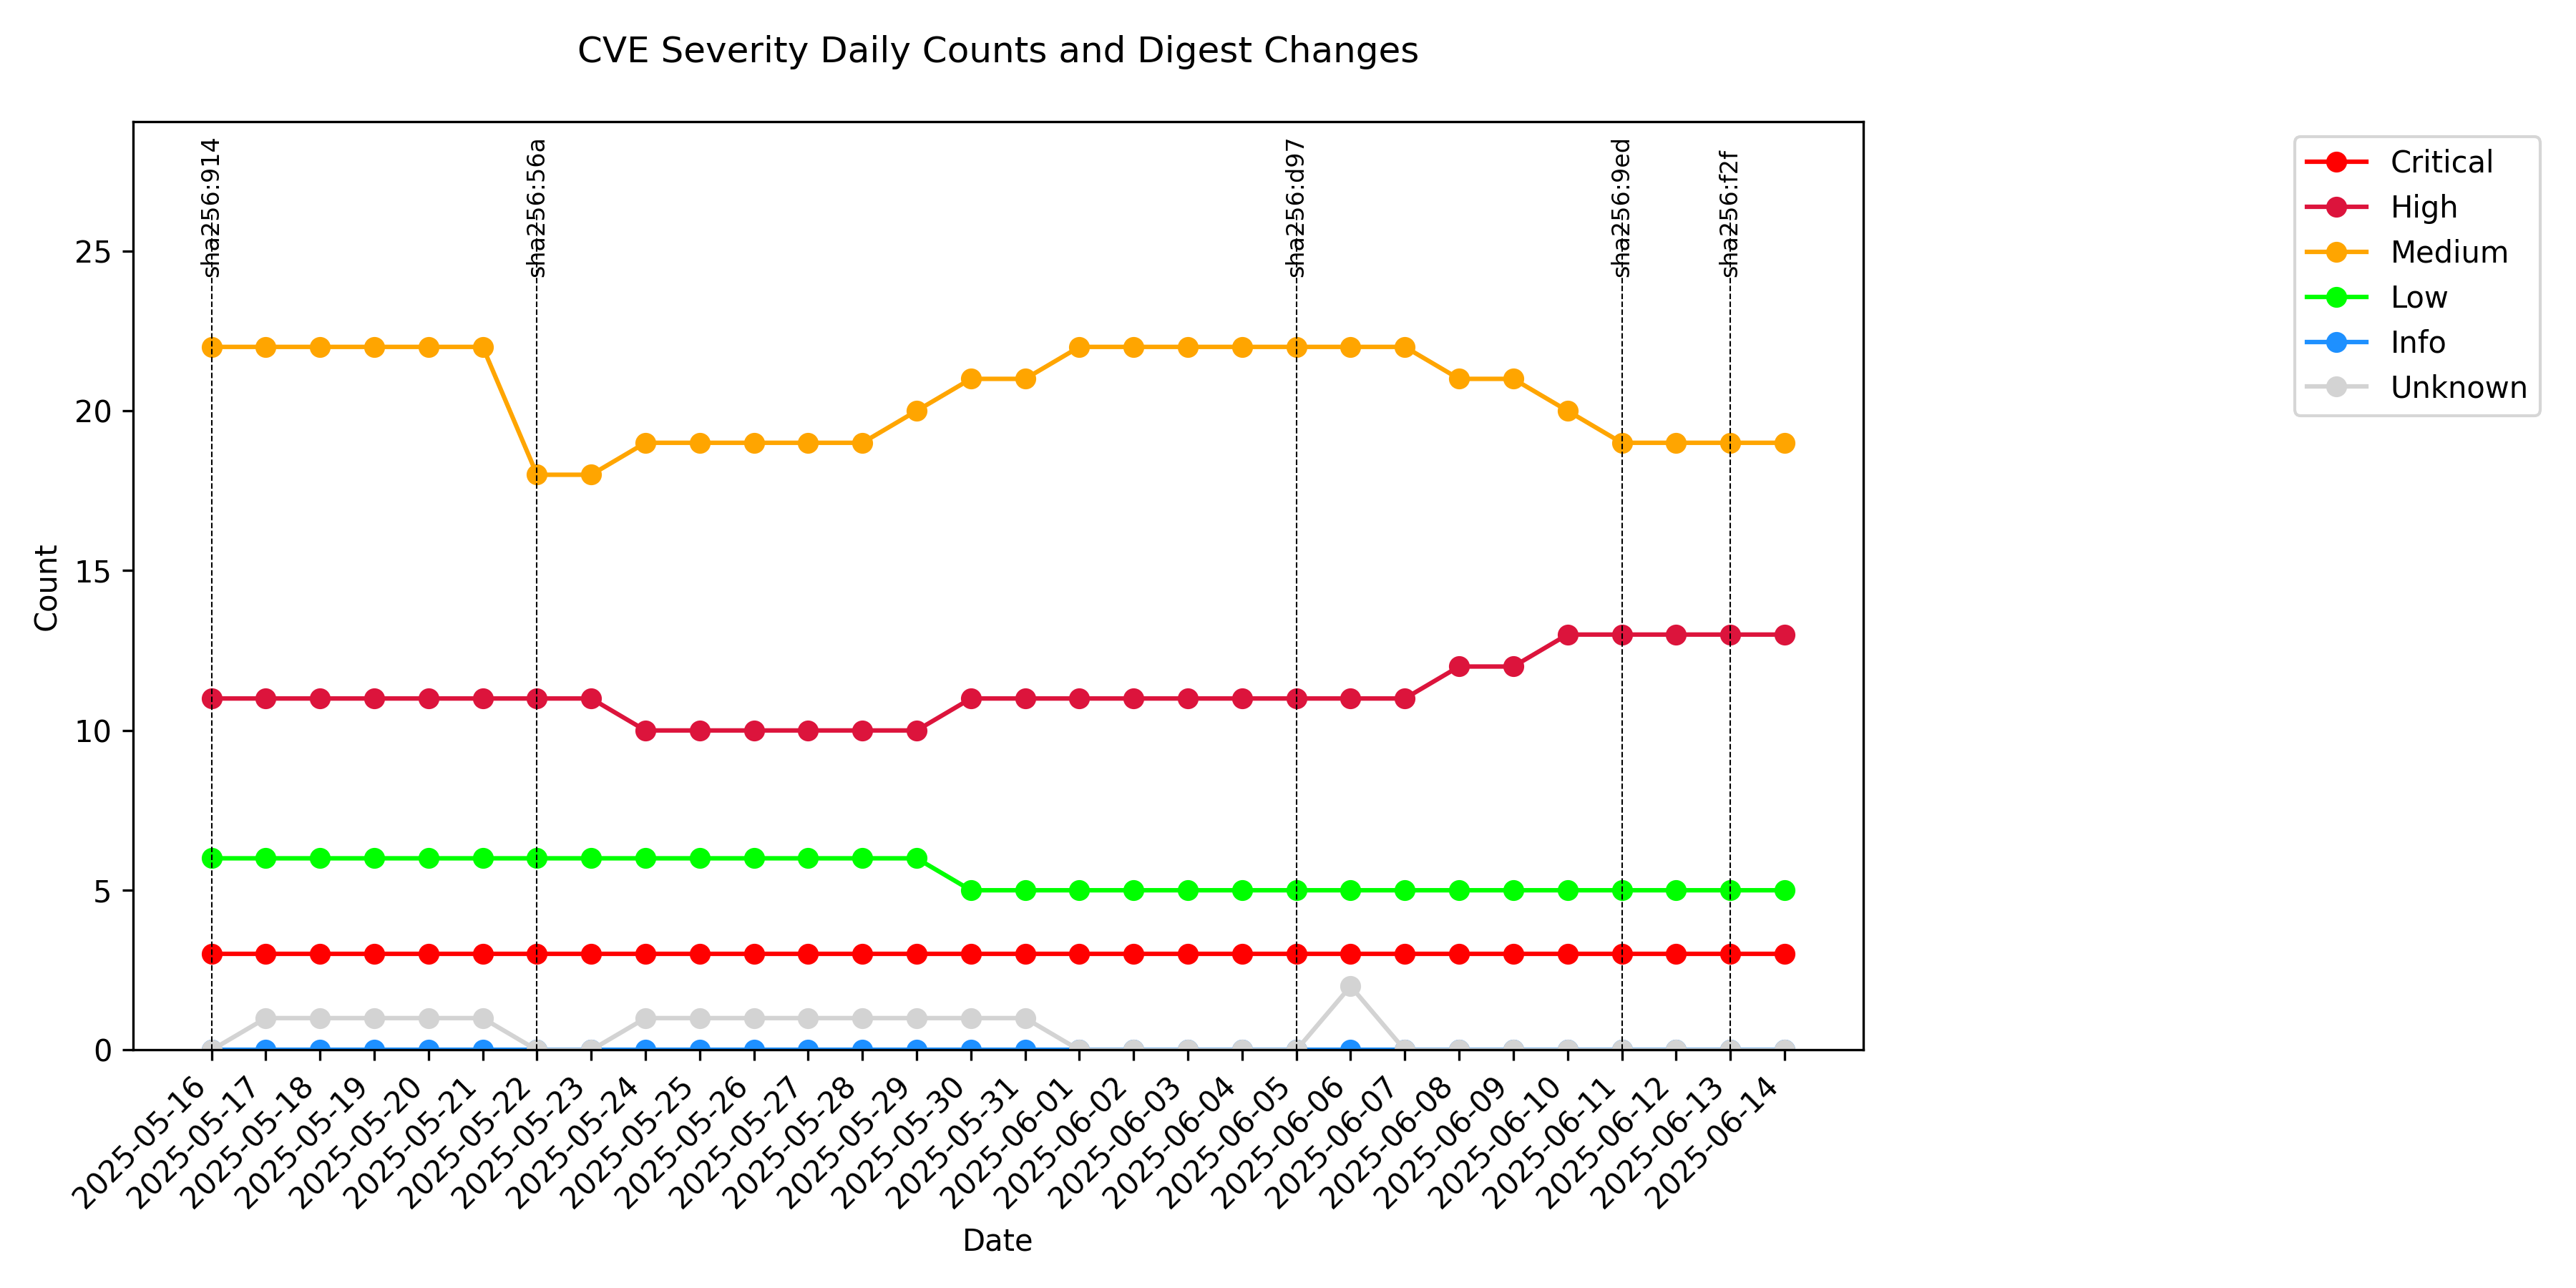 CVE Severity Daily Counts and Digest Changes
sha256:914
sha256:56a
sha256:d97
sha256:9ed
sha256:f2f
Critical
High
Medium
Low
Info
Unknown
Count
25
20
15
10
5
0
2025-05-16
2025-05-17
2025-05-18
2025-05-19
2025-05-20
2025-05-21
2025-05-22
2025-05-23
2025-05-24
2025-05-25
2025-05-26
2025-05-27
2025-05-28
2025-05-29
2025-05-30
2025-05-31
2025-06-01
2025-06-02
2025-06-03
2025-06-04
2025-06-05
2025-06-06
2025-06-07
2025-06-08
2025-06-09
2025-06-10
2025-06-11
2025-06-12
2025-06-13
2025-06-14
Date